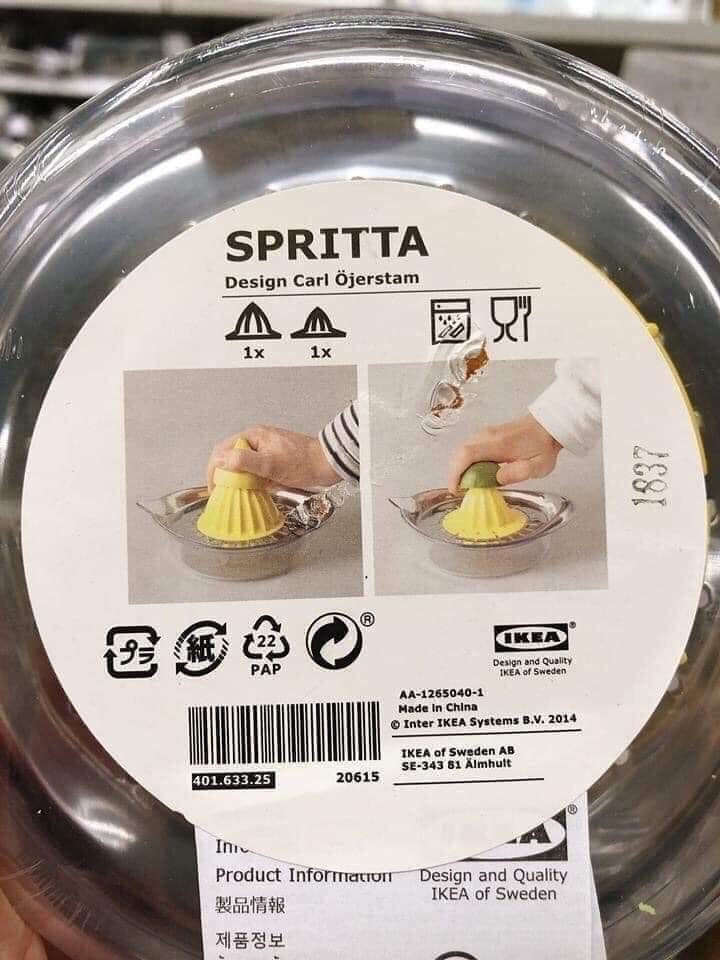 SPRITTA
Design Carl Öjerstam
1x 1x
1837
プラ 紙 22 PAP ®
IKEA®
Design and Quality
IKEA of Sweden
AA-1265040-1
Made in China
© Inter IKEA Systems B.V. 2014
401.633.25 20615
IKEA of Sweden AB
SE-343 81 Älmhult
Product Information
製品情報
제품정보
®
Design and Quality
IKEA of Sweden